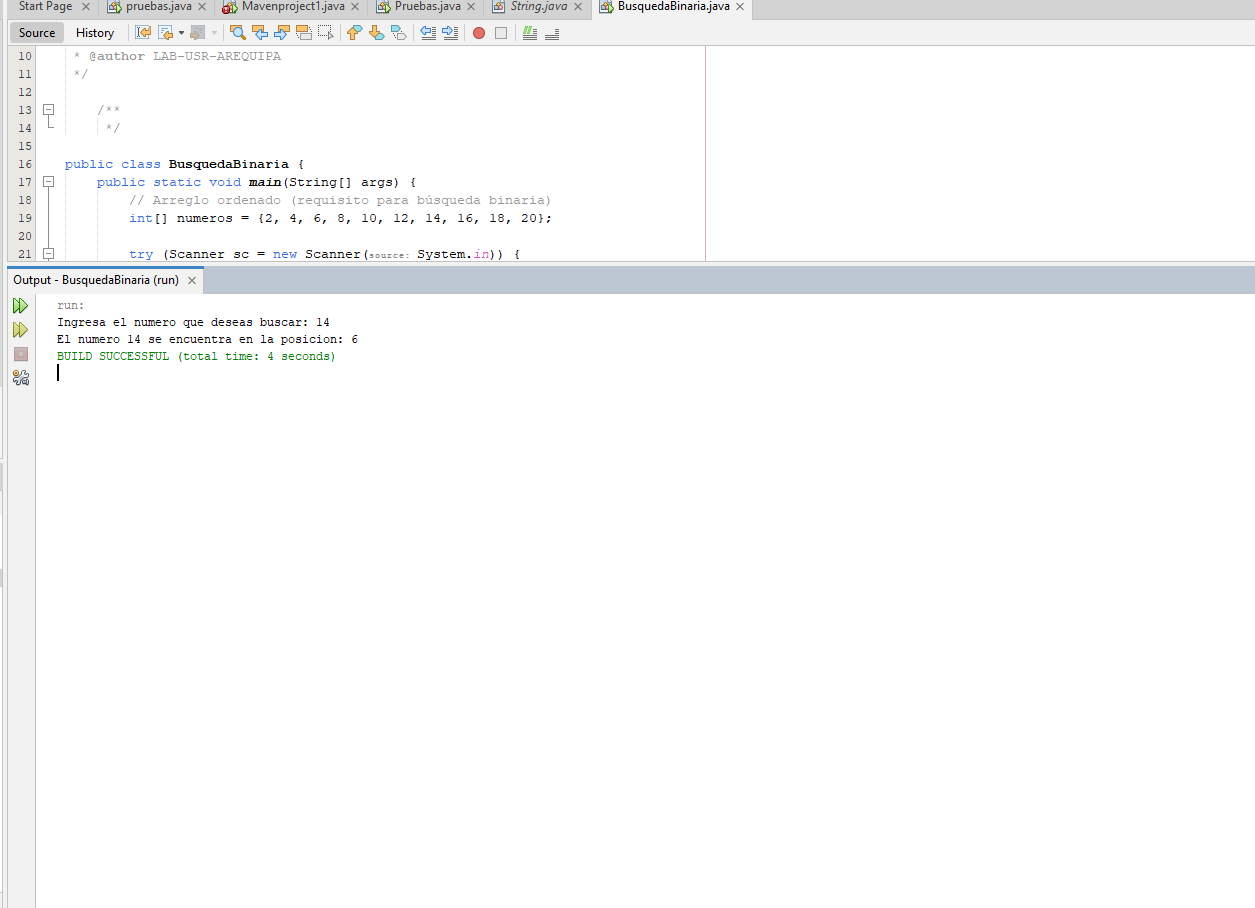 Start Page pruebas.java Mavenproject1.java Pruebas.java String.java BusquedaBinaria.java
Source History
10 * @author LAB-USR-AREQUIPA
11 */
12
13 /**
14 */
15
16 public class BusquedaBinaria {
17 public static void main(String[] args) {
18 // Arreglo ordenado (requisito para búsqueda binaria)
19 int[] numeros = {2, 4, 6, 8, 10, 12, 14, 16, 18, 20};
20
21 try (Scanner sc = new Scanner(source: System.in)) {
Output - BusquedaBinaria (run)
run:
Ingresa el numero que deseas buscar: 14
El numero 14 se encuentra en la posicion: 6
BUILD SUCCESSFUL (total time: 4 seconds)